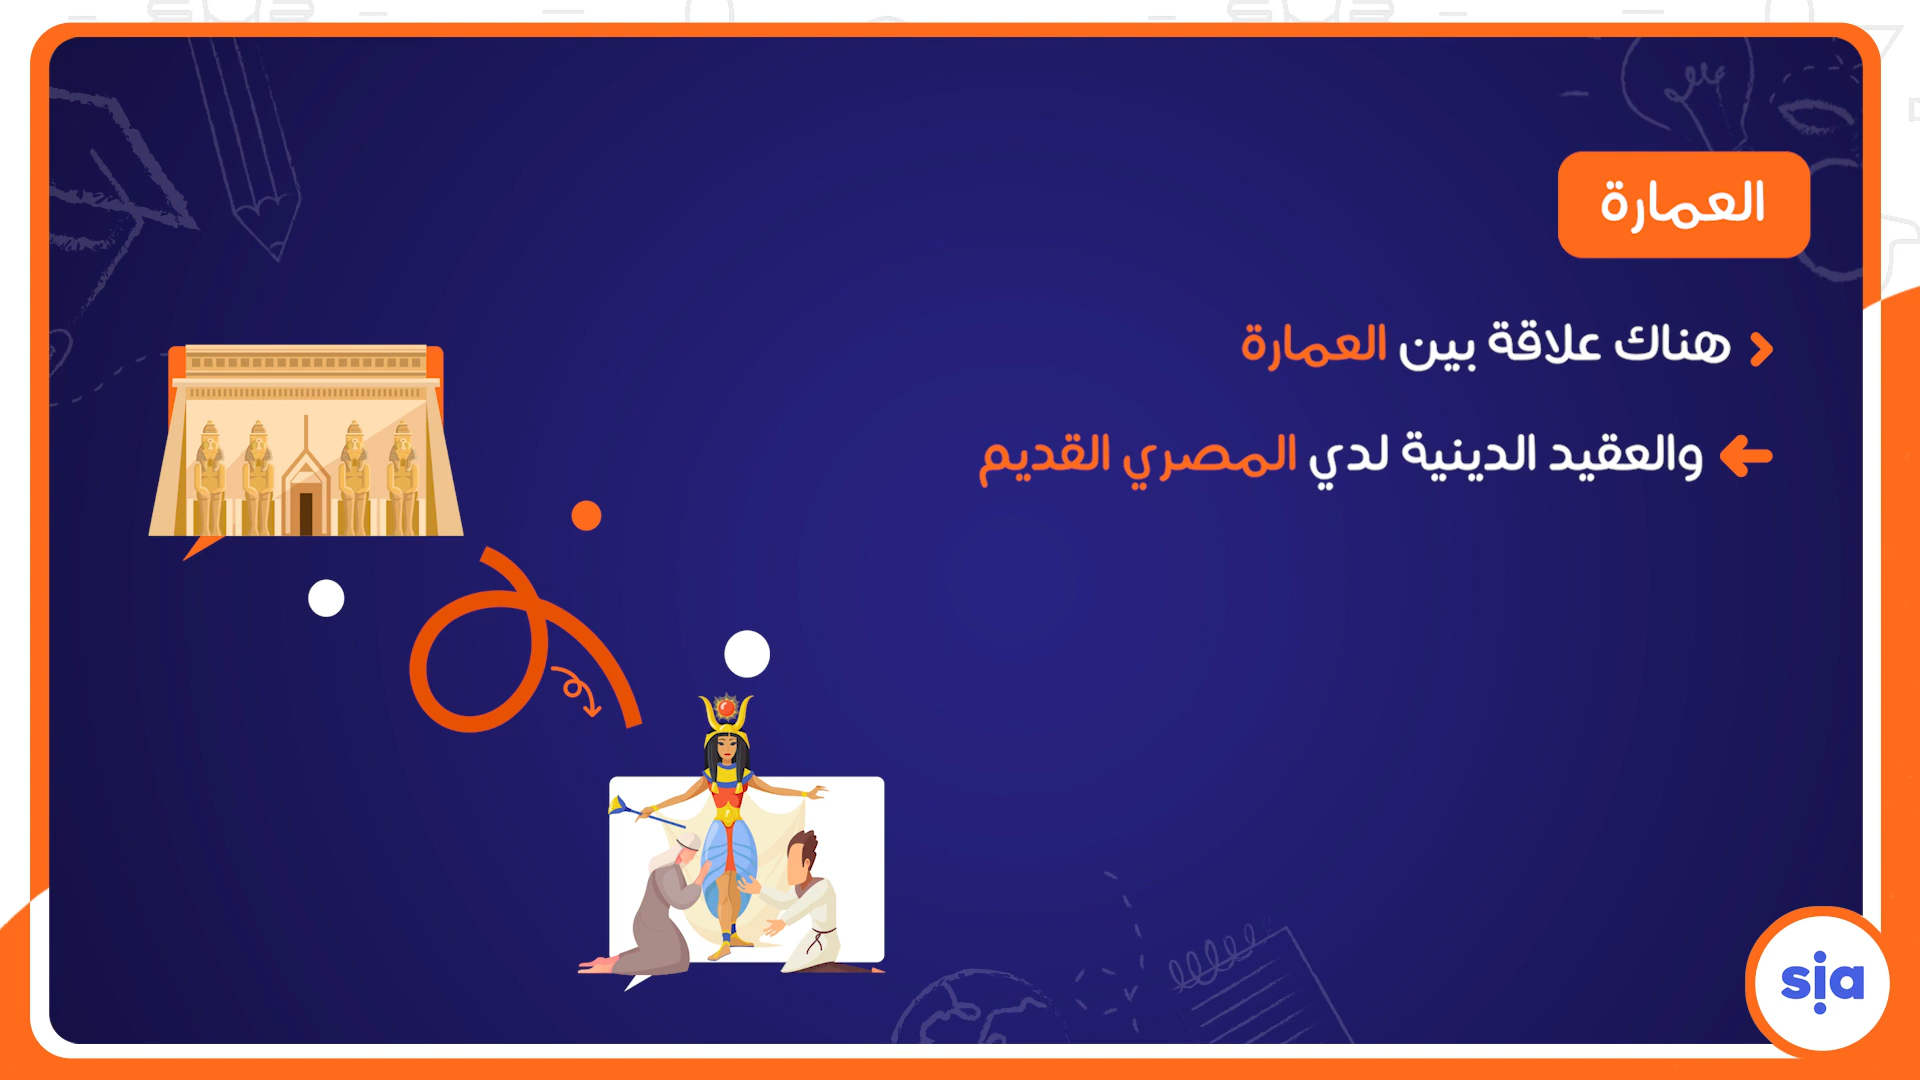 العمارة
هناك علاقة بين العمارة
والعقيد الدينية لدي المصري القديم
sia